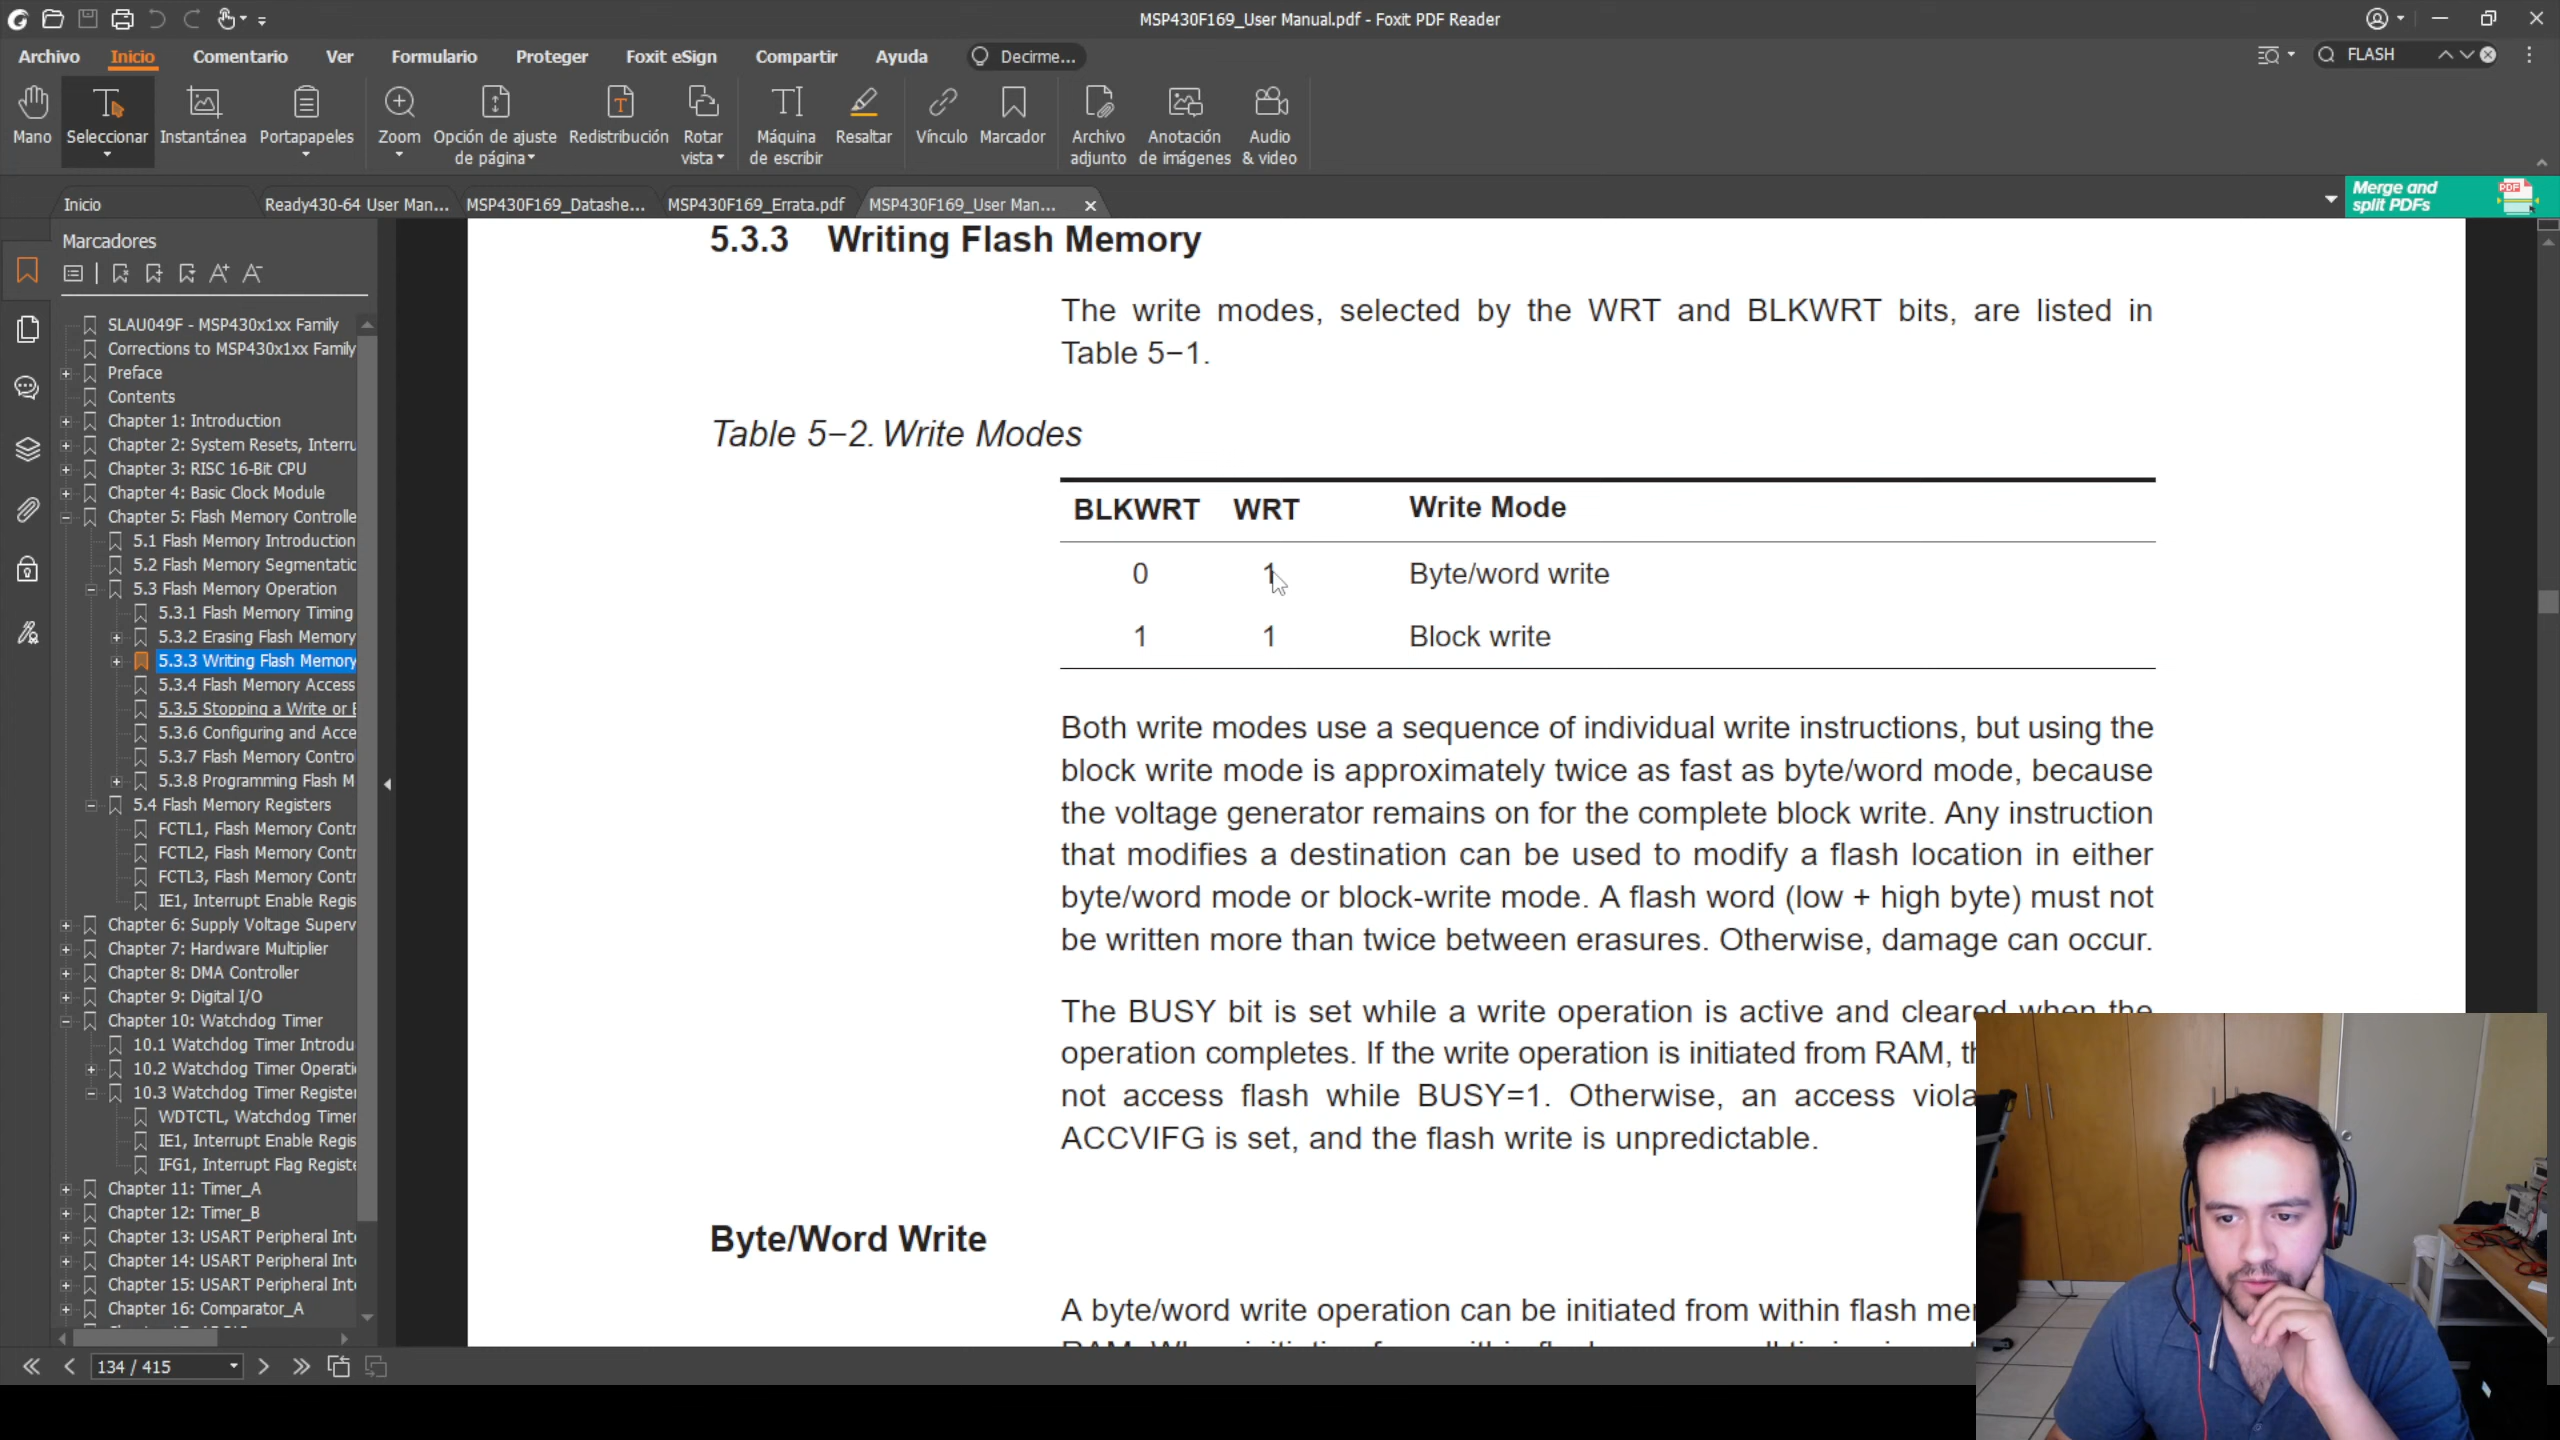 MSP430F169_User Manual.pdf - Foxit PDF Reader
Archivo Inicio Comentario Ver Formulario Proteger Foxit eSign Compartir Ayuda Decirme... FLASH
Mano Seleccionar Instantánea Portapapeles Zoom Opción de ajuste de página Redistribución Rotar vista Máquina de escribir Resaltar Vínculo Marcador Archivo adjunto Anotación de imágenes Audio & video
Inicio Ready430-64 User Man... MSP430F169_Datashe... MSP430F169_Errata.pdf MSP430F169_User Man...
Merge and
split PDFs
PDF
Marcadores
SLAU049F - MSP430x1xx Family
Corrections to MSP430x1xx Family
Preface
Contents
Chapter 1: Introduction
Chapter 2: System Resets, Interru
Chapter 3: RISC 16-Bit CPU
Chapter 4: Basic Clock Module
Chapter 5: Flash Memory Controlle
5.1 Flash Memory Introduction
5.2 Flash Memory Segmentatic
5.3 Flash Memory Operation
5.3.1 Flash Memory Timing
5.3.2 Erasing Flash Memory
5.3.3 Writing Flash Memory
5.3.4 Flash Memory Access
5.3.5 Stopping a Write or E
5.3.6 Configuring and Acce
5.3.7 Flash Memory Contro
5.3.8 Programming Flash M
5.4 Flash Memory Registers
FCTL1, Flash Memory Contr
FCTL2, Flash Memory Contr
FCTL3, Flash Memory Contr
IE1, Interrupt Enable Regis
Chapter 6: Supply Voltage Superv
Chapter 7: Hardware Multiplier
Chapter 8: DMA Controller
Chapter 9: Digital I/O
Chapter 10: Watchdog Timer
10.1 Watchdog Timer Introdu
10.2 Watchdog Timer Operati
10.3 Watchdog Timer Register
WDTCTL, Watchdog Timer
IE1, Interrupt Enable Regis
IFG1, Interrupt Flag Registe
Chapter 11: Timer_A
Chapter 12: Timer_B
Chapter 13: USART Peripheral Inte
Chapter 14: USART Peripheral Inte
Chapter 15: USART Peripheral Inte
Chapter 16: Comparator_A
5.3.3 Writing Flash Memory
The write modes, selected by the WRT and BLKWRT bits, are listed in
Table 5−1.
Table 5−2. Write Modes
BLKWRT WRT Write Mode
0 1 Byte/word write
1 1 Block write
Both write modes use a sequence of individual write instructions, but using the
block write mode is approximately twice as fast as byte/word mode, because
the voltage generator remains on for the complete block write. Any instruction
that modifies a destination can be used to modify a flash location in either
byte/word mode or block-write mode. A flash word (low + high byte) must not
be written more than twice between erasures. Otherwise, damage can occur.
The BUSY bit is set while a write operation is active and cleared when the
operation completes. If the write operation is initiated from RAM, th
not access flash while BUSY=1. Otherwise, an access viola
ACCVIFG is set, and the flash write is unpredictable.
Byte/Word Write
A byte/word write operation can be initiated from within flash mem
134 / 415